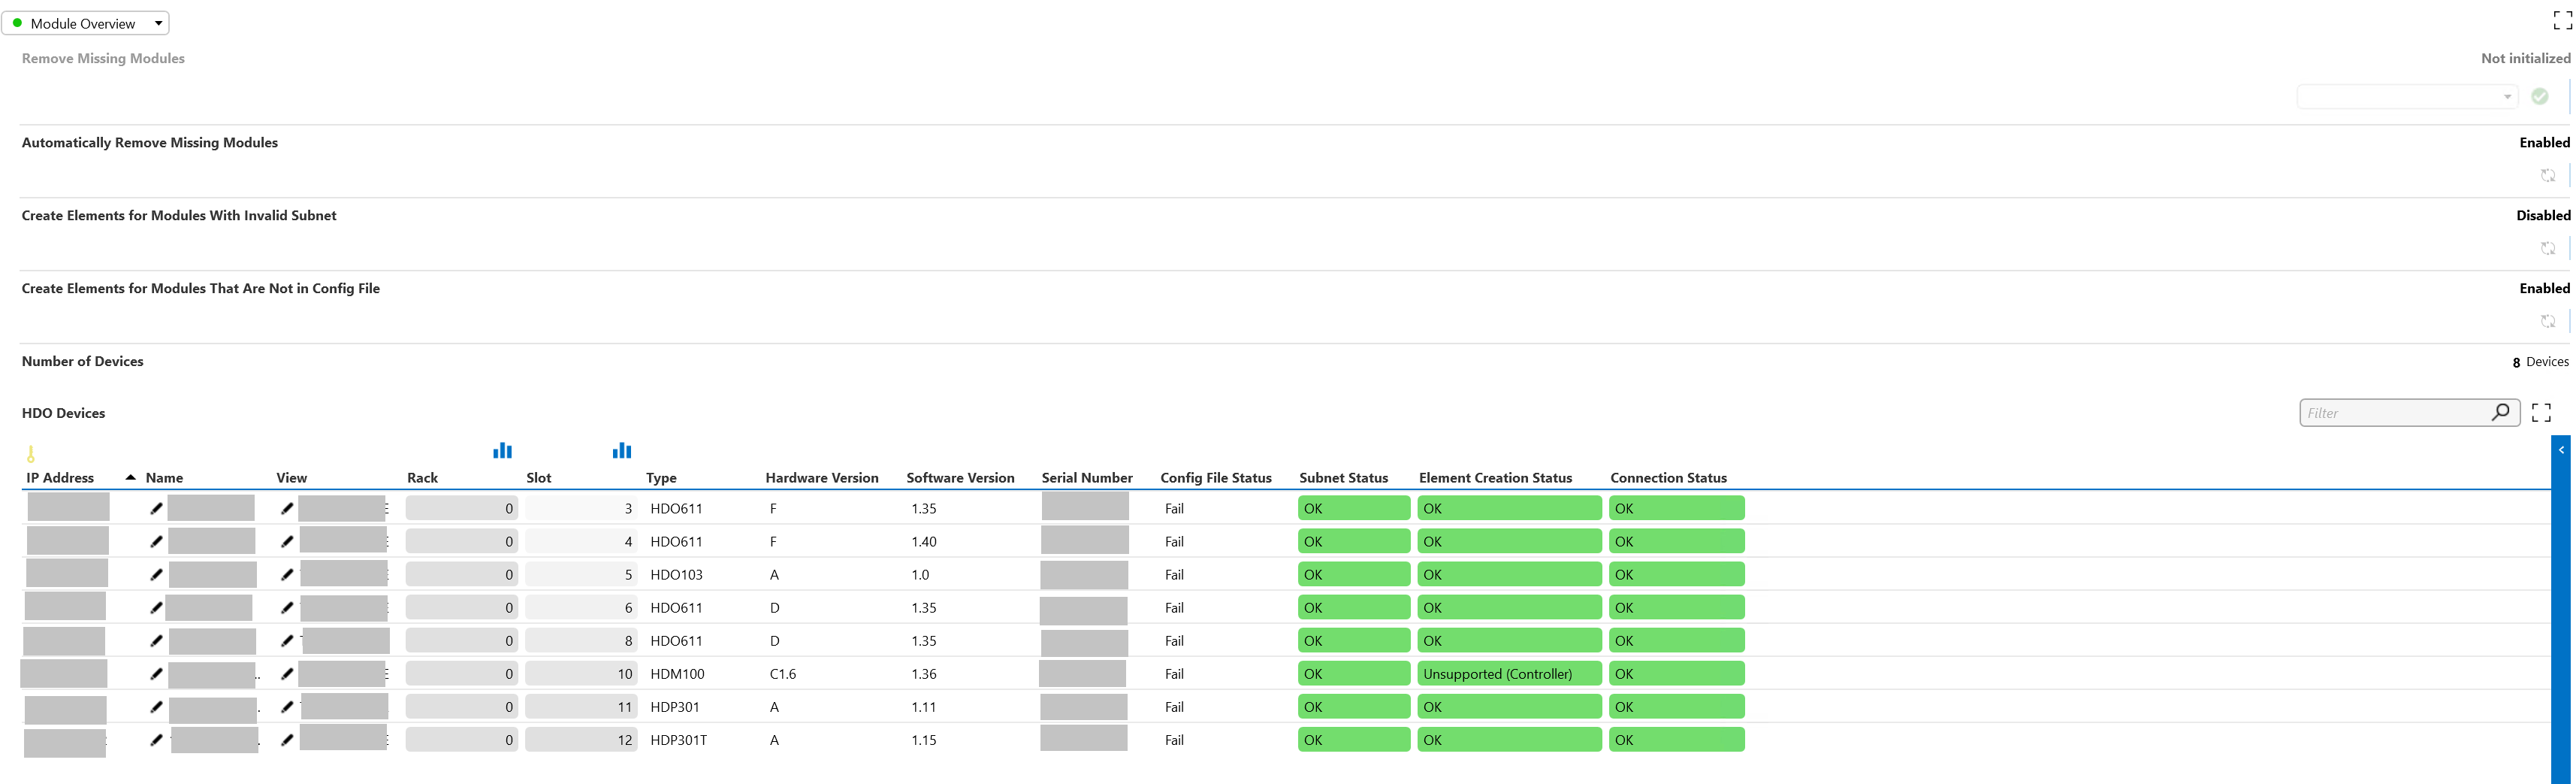 Module Overview
Remove Missing Modules Not initialized
Automatically Remove Missing Modules Enabled
Create Elements for Modules With Invalid Subnet Disabled
Create Elements for Modules That Are Not in Config File Enabled
Number of Devices 8 Devices
HDO Devices Filter
IP Address Name View Rack Slot Type Hardware Version Software Version Serial Number Config File Status Subnet Status Element Creation Status Connection Status
0 3 HDO611 F 1.35 Fail OK OK OK
0 4 HDO611 F 1.40 Fail OK OK OK
0 5 HDO103 A 1.0 Fail OK OK OK
0 6 HDO611 D 1.35 Fail OK OK OK
0 8 HDO611 D 1.35 Fail OK OK OK
0 10 HDM100 C1.6 1.36 Fail OK Unsupported (Controller) OK
0 11 HDP301 A 1.11 Fail OK OK OK
0 12 HDP301T A 1.15 Fail OK OK OK